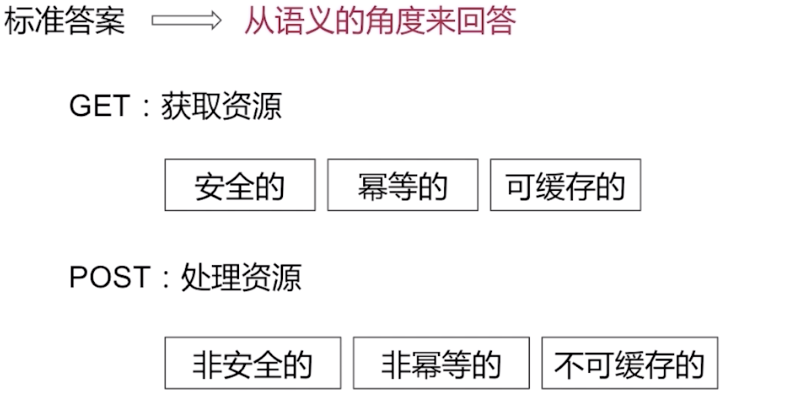 标准答案 从语义的角度来回答
GET：获取资源
安全的 幂等的 可缓存的
POST：处理资源
非安全的 非幂等的 不可缓存的